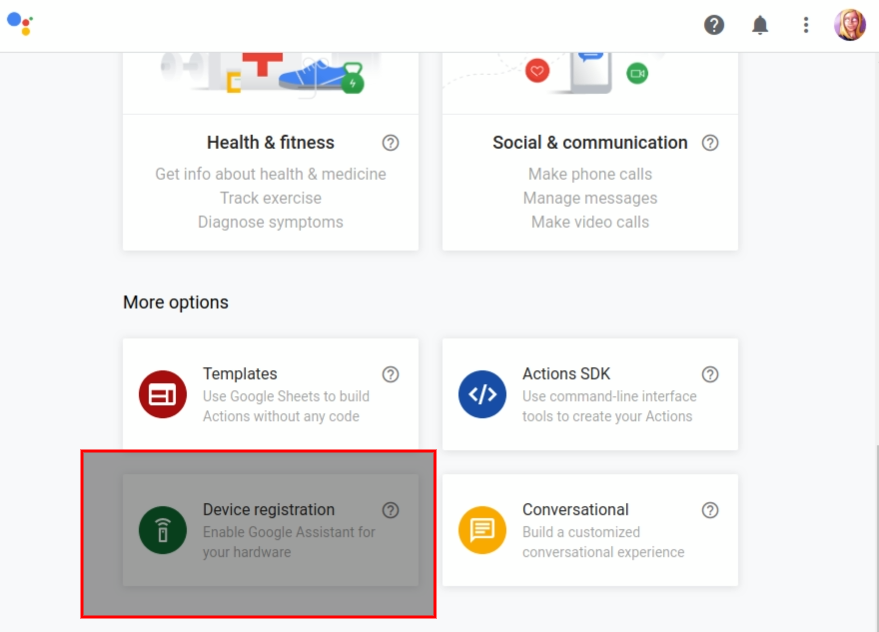 Health & fitness
Get info about health & medicine
Track exercise
Diagnose symptoms
Social & communication
Make phone calls
Manage messages
Make video calls
More options
Templates
Use Google Sheets to build
Actions without any code
Actions SDK
Use command-line interface
tools to create your Actions
Device registration
Enable Google Assistant for
your hardware
Conversational
Build a customized
conversational experience